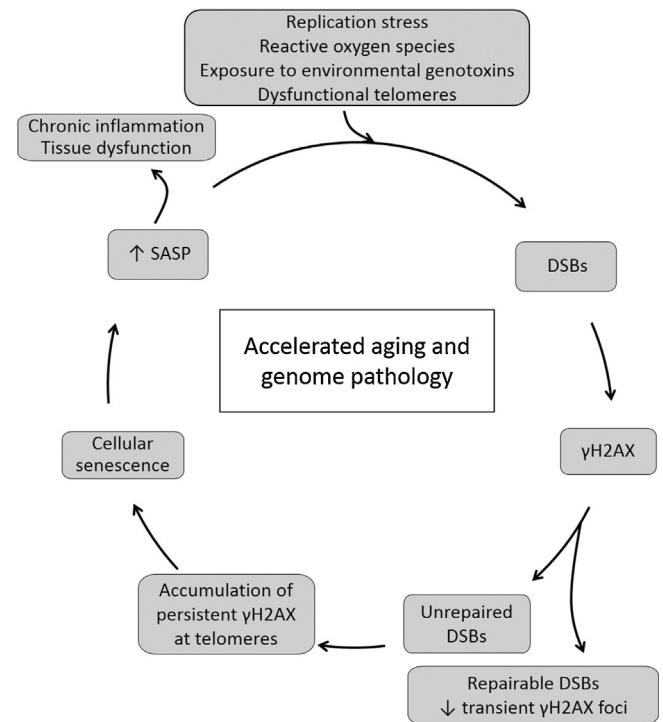 Replication stress
Reactive oxygen species
Exposure to environmental genotoxins
Dysfunctional telomeres
Chronic inflammation
Tissue dysfunction
↑ SASP
DSBs
Accelerated aging and
genome pathology
Cellular
senescence
γH2AX
Accumulation of
persistent γH2AX
at telomeres
Unrepaired
DSBs
Repairable DSBs
↓ transient γH2AX foci